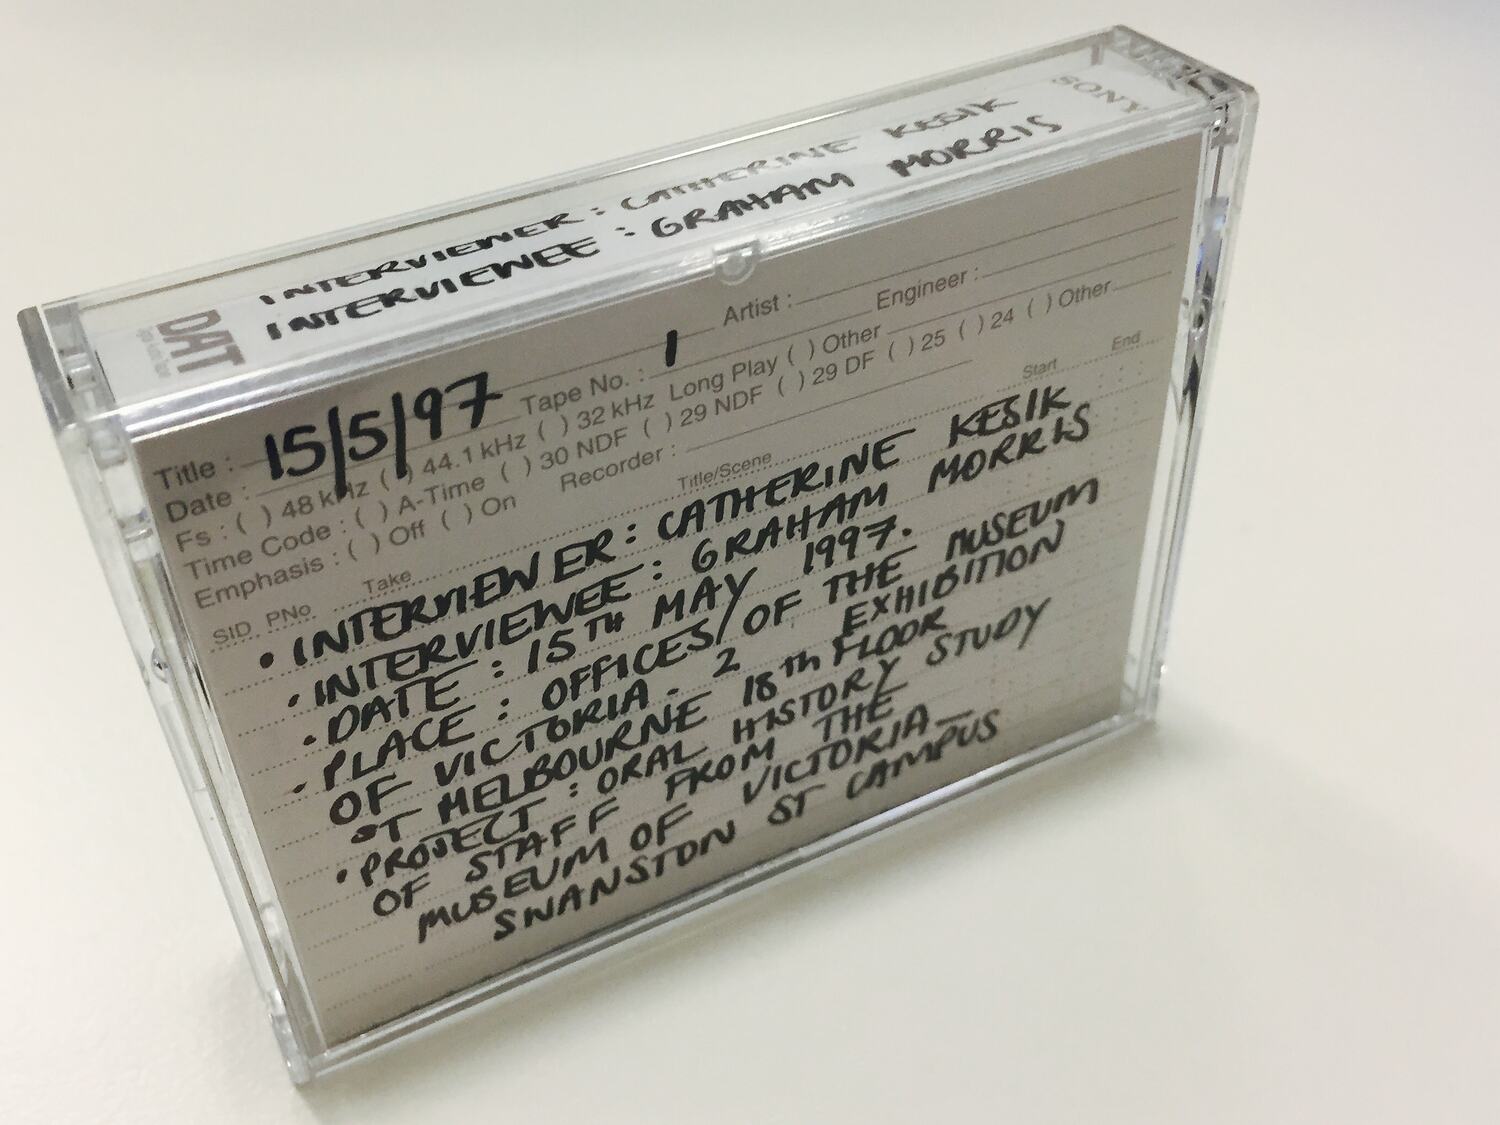 SONY
INTERVIEWER : CATHERINE KESIK
INTERVIEWEE : GRAHAM MORRIS
DAT
Title : Artist :
Date : 15/5/97 Tape No. : 1 Engineer :
Fs : ( ) 48 kHz ( ) 44.1 kHz ( ) 32 kHz Long Play ( ) Other
Time Code : ( ) A-Time ( ) 30 NDF ( ) 29 NDF ( ) 29 DF ( ) 25 ( ) 24 ( ) Other
Emphasis : ( ) Off ( ) On Recorder :
SID PNo Take Title/Scene Start End
• INTERVIEWER : CATHERINE KESIK
• INTERVIEWEE : GRAHAM MORRIS
• DATE : 15TH MAY 1997.
• PLACE : OFFICES/OF THE MUSEUM
OF VICTORIA. 2 EXHIBITION
ST MELBOURNE 18th FLOOR
• PROJECT : ORAL HISTORY STUDY
OF STAFF FROM THE
MUSEUM OF VICTORIA—
SWANSTON ST CAMPUS